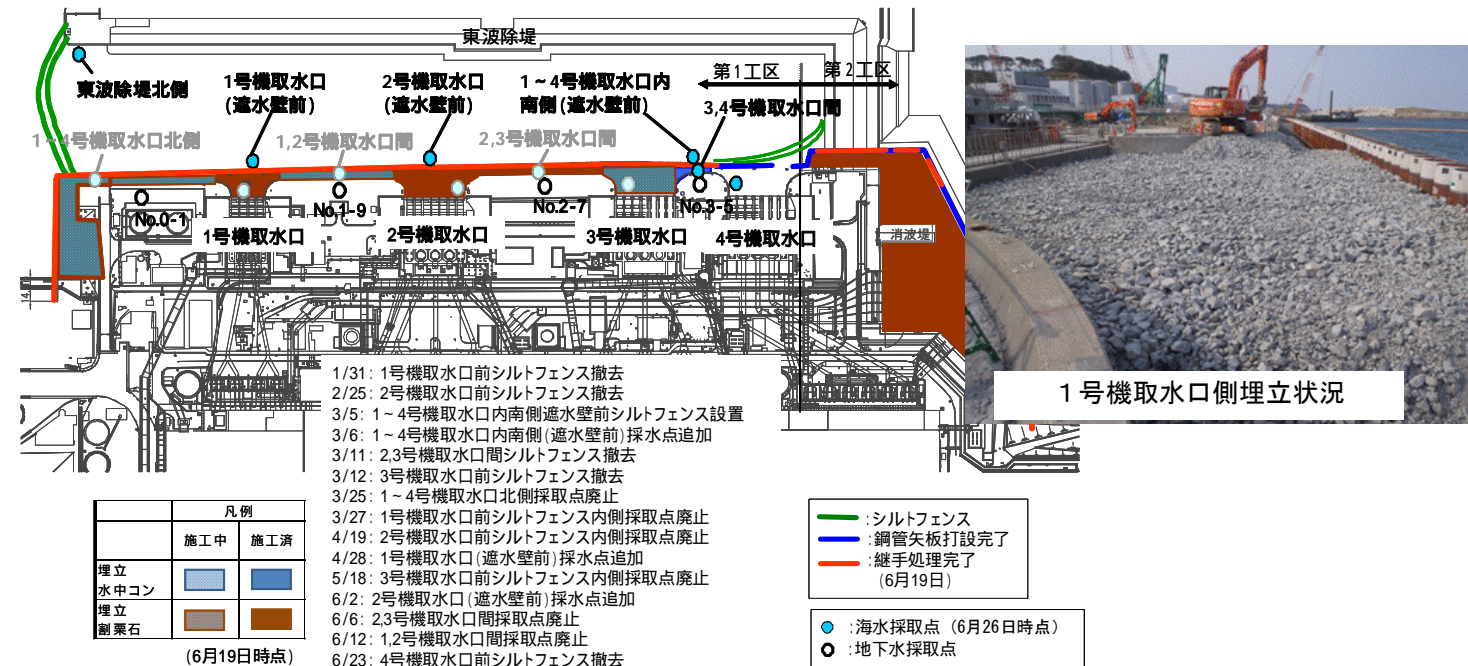 東波除堤
第1工区
第2工区
東波除堤北側
1号機取水口
(遮水壁前)
2号機取水口
(遮水壁前)
1~4号機取水口内
南側(遮水壁前)
3,4号機取水口間
1~4号機取水口北側
1,2号機取水口間
2,3号機取水口間
No.0-1
No.1-9
No.2-7
No.3-5
1号機取水口
2号機取水口
3号機取水口
4号機取水口
消波堤
1号機取水口側埋立状況
1/31: 1号機取水口前シルトフェンス撤去
2/25: 2号機取水口前シルトフェンス撤去
3/5: 1~4号機取水口内南側遮水壁前シルトフェンス設置
3/6: 1~4号機取水口内南側(遮水壁前)採水点追加
3/11: 2,3号機取水口間シルトフェンス撤去
3/12: 3号機取水口前シルトフェンス撤去
3/25: 1~4号機取水口北側採取点廃止
3/27: 1号機取水口前シルトフェンス内側採取点廃止
4/19: 2号機取水口前シルトフェンス内側採取点廃止
4/28: 1号機取水口(遮水壁前)採水点追加
5/18: 3号機取水口前シルトフェンス内側採取点廃止
6/2: 2号機取水口(遮水壁前)採水点追加
6/6: 2,3号機取水口間採取点廃止
6/12: 1,2号機取水口間採取点廃止
6/23: 4号機取水口前シルトフェンス撤去
凡例
施工中 施工済
埋立
水中コン
埋立
割栗石
(6月19日時点)
:シルトフェンス
:鋼管矢板打設完了
:継手処理完了
(6月19日)
:海水採取点(6月26日時点)
:地下水採取点